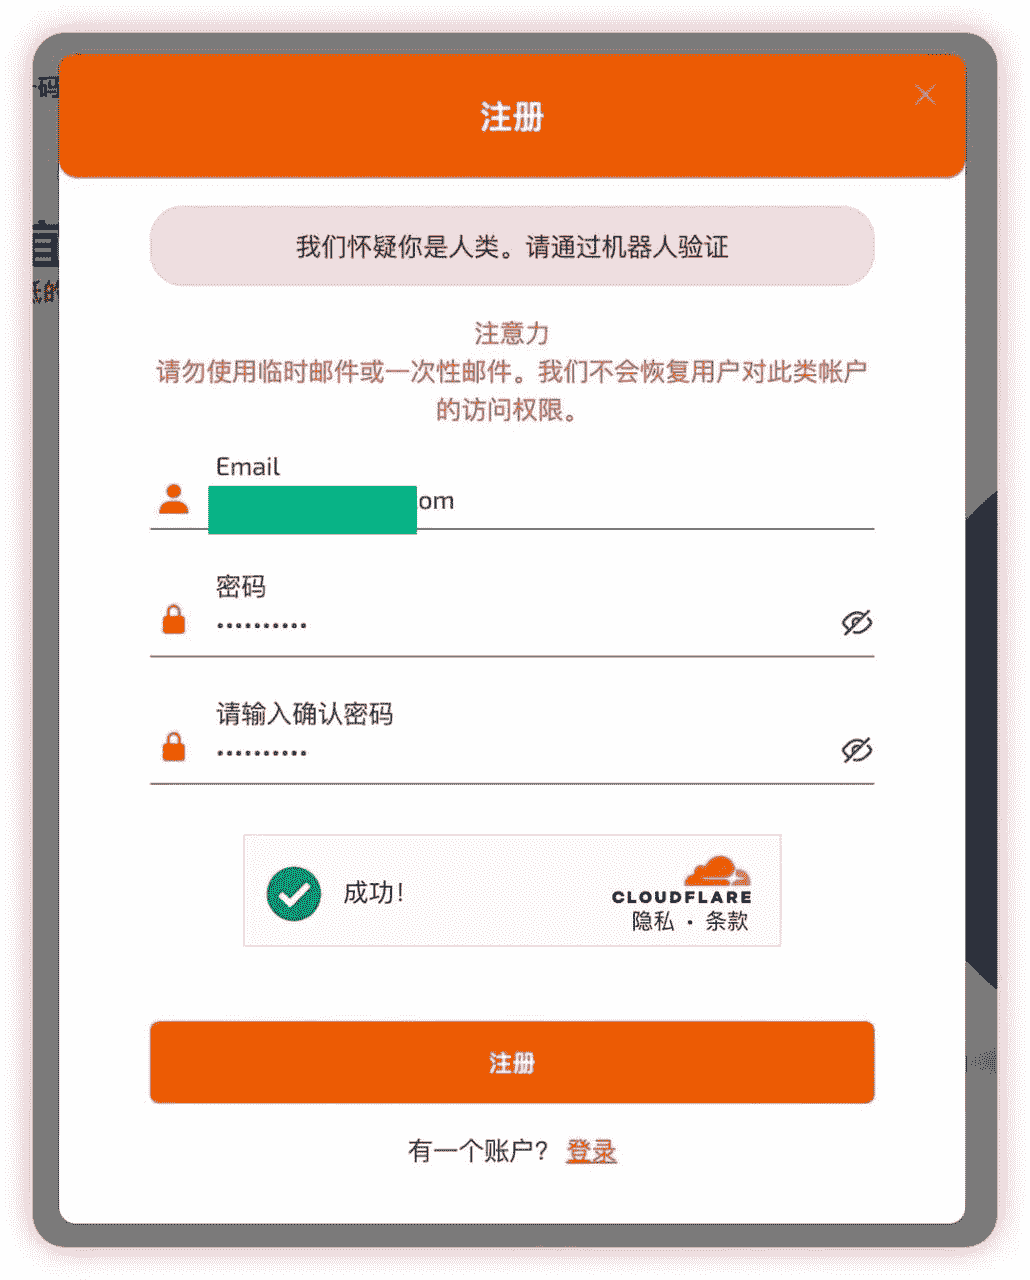 码
注册
我们怀疑你是人类。请通过机器人验证
注意力
请勿使用临时邮件或一次性邮件。我们不会恢复用户对此类帐户
的访问权限。
Email
om
密码
请输入确认密码
成功!
CLOUDFLARE
隐私 · 条款
注册
有一个账户? 登录